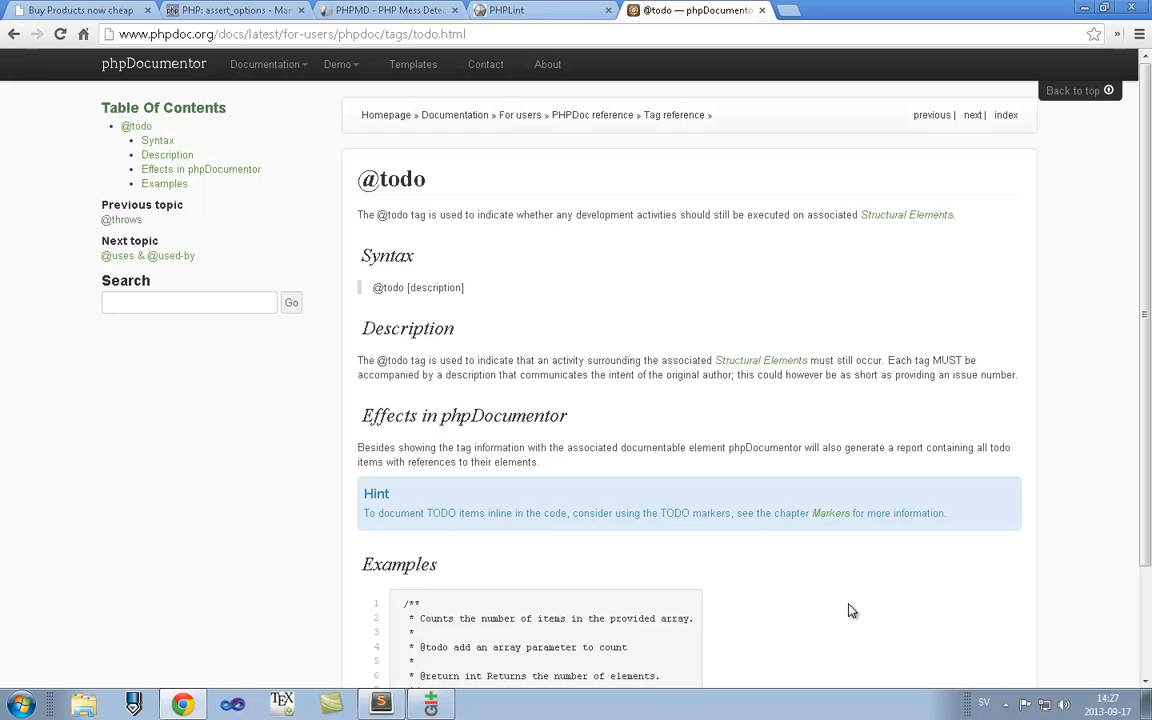 Buy Products now cheap
PHP: assert_options - Ma
PHPMD - PHP Mess Dete
PHPLint
@todo — phpDocumento
www.phpdoc.org/docs/latest/for-users/phpdoc/tags/todo.html
phpDocumentor
Documentation
Demo
Templates
Contact
About
Back to top
Table Of Contents
@todo
Syntax
Description
Effects in phpDocumentor
Examples
Previous topic
@throws
Next topic
@uses & @used-by
Search
Go
Homepage » Documentation » For users » PHPDoc reference » Tag reference »
previous | next | index
@todo
The @todo tag is used to indicate whether any development activities should still be executed on associated Structural Elements.
Syntax
@todo [description]
Description
The @todo tag is used to indicate that an activity surrounding the associated Structural Elements must still occur. Each tag MUST be
accompanied by a description that communicates the intent of the original author; this could however be as short as providing an issue number.
Effects in phpDocumentor
Besides showing the tag information with the associated documentable element phpDocumentor will also generate a report containing all todo
items with references to their elements.
Hint
To document TODO items inline in the code, consider using the TODO markers, see the chapter Markers for more information.
Examples
1 /**
2 * Counts the number of items in the provided array.
3 *
4 * @todo add an array parameter to count
5 *
6 * @return int Returns the number of elements.
SV
14:27
2013-09-17